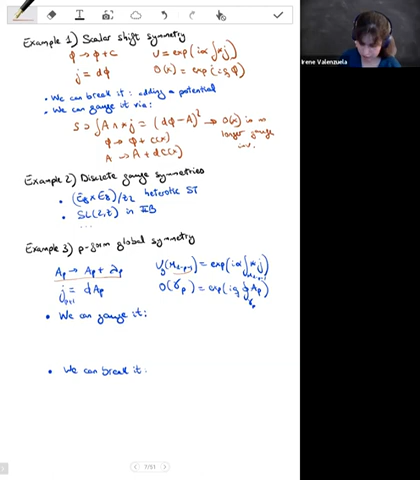 Example 1) Scalar shift symmetry
ϕ → ϕ + c    U = exp(iα ∫ *j)
j = dϕ    O(x) = exp(iqϕ)
• We can break it: adding a potential
• We can gauge it via:
S ⊃ ∫ A ∧ *j = (dϕ - A)² → O(x) is no
longer gauge
inv.
ϕ → ϕ + c(x)
A → A + dc(x)
Example 2) Discrete gauge symmetries
• (E8 x E8)/Z2 heterotic ST
• SL(2,Z) in IIB
...
Example 3) p-form global symmetry
Ap → Ap + λp    Ug(M) = exp(iα ∫ *j)
jp+1 = dAp    O(γp) = exp(iq ∮ Ap)
γp
• We can gauge it:
• We can break it:
7/51
Irene Valenzuela